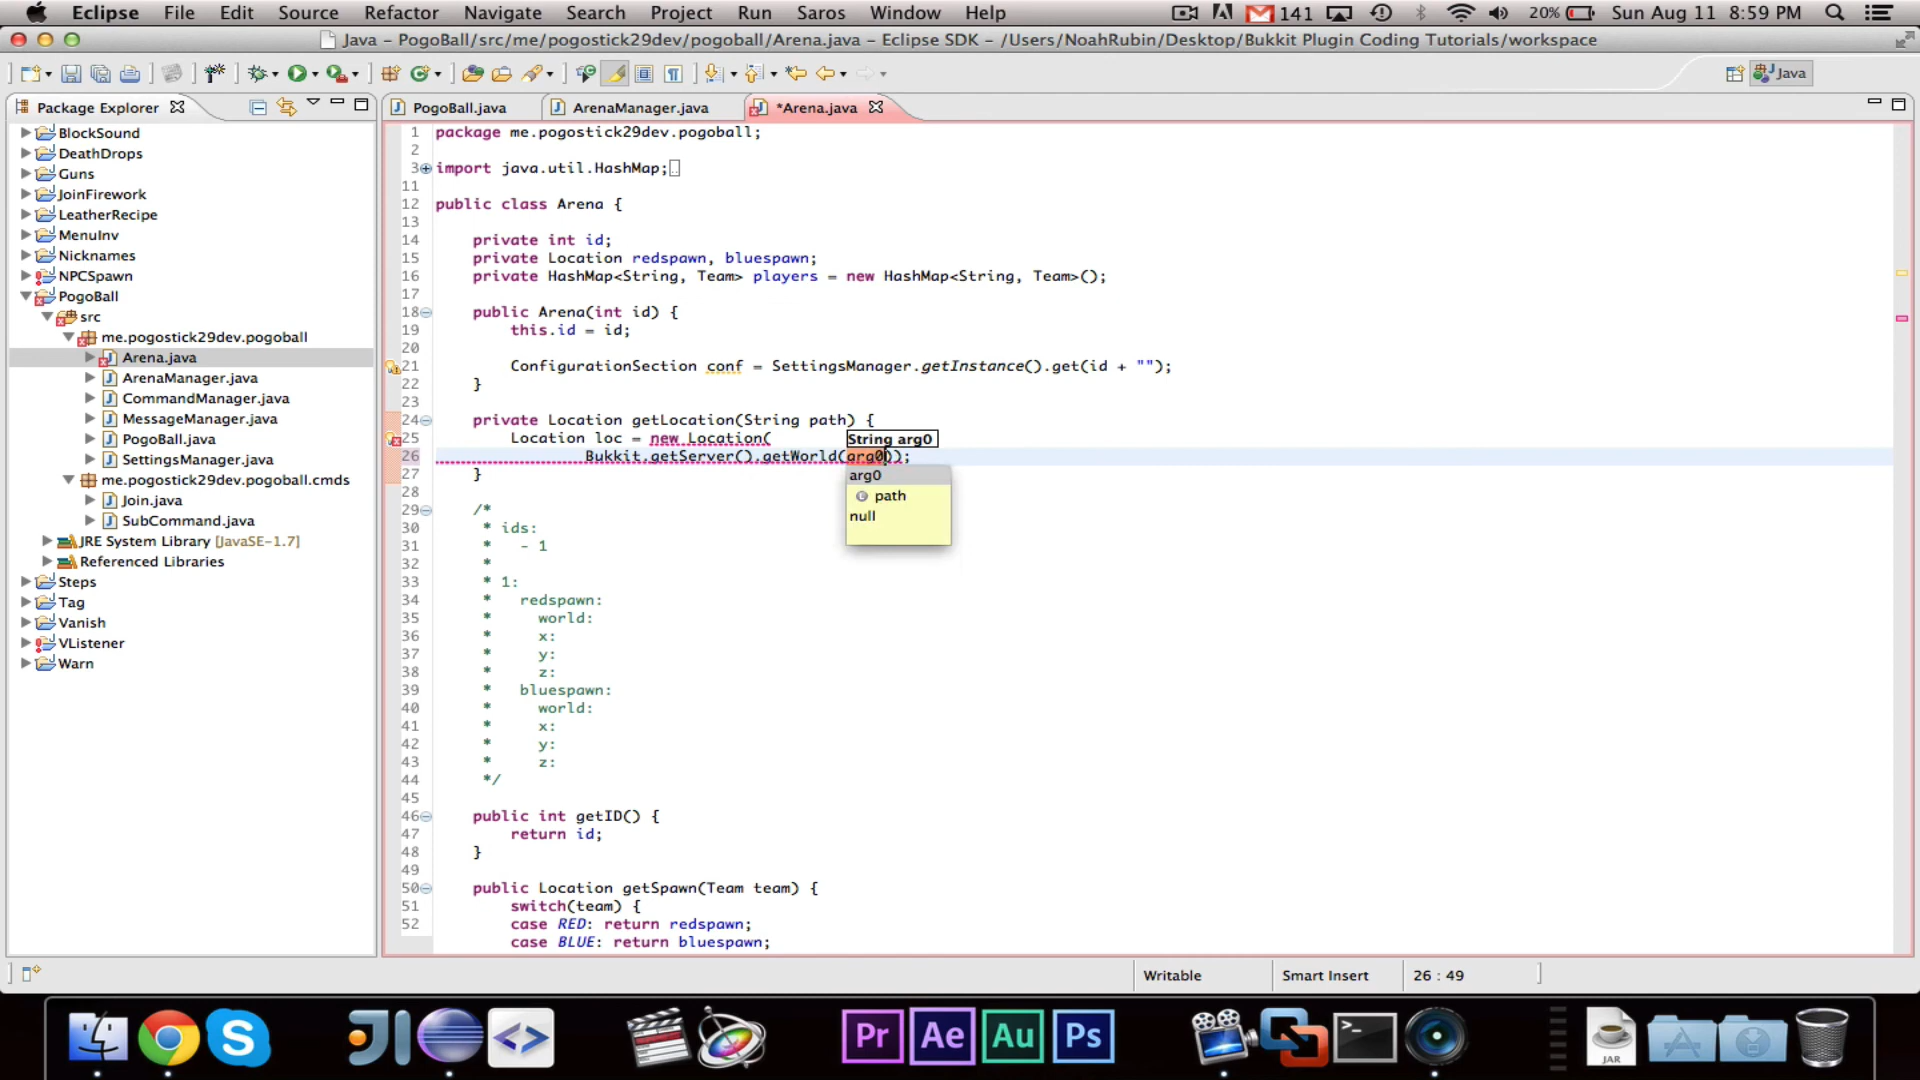 Eclipse File Edit Source Refactor Navigate Search Project Run Saros Window Help 141 20% Sun Aug 11 8:59 PM
Java – PogoBall/src/me/pogostick29dev/pogoball/Arena.java – Eclipse SDK – /Users/NoahRubin/Desktop/Bukkit Plugin Coding Tutorials/workspace
Java
Package Explorer
PogoBall.java ArenaManager.java *Arena.java
BlockSound
DeathDrops
Guns
JoinFirework
LeatherRecipe
MenuInv
Nicknames
NPCSpawn
PogoBall
src
me.pogostick29dev.pogoball
Arena.java
ArenaManager.java
CommandManager.java
MessageManager.java
PogoBall.java
SettingsManager.java
me.pogostick29dev.pogoball.cmds
Join.java
SubCommand.java
JRE System Library [JavaSE-1.7]
Referenced Libraries
Steps
Tag
Vanish
VListener
Warn
1 package me.pogostick29dev.pogoball;
2
3 import java.util.HashMap;
11
12 public class Arena {
13
14 private int id;
15 private Location redspawn, bluespawn;
16 private HashMap<String, Team> players = new HashMap<String, Team>();
17
18 public Arena(int id) {
19 this.id = id;
20
21 ConfigurationSection conf = SettingsManager.getInstance().get(id + "");
22 }
23
24 private Location getLocation(String path) {
25 Location loc = new Location(
String arg0
26 Bukkit.getServer().getWorld(arg0));
27 }
arg0
path
null
28
29 /*
30 * ids:
31 * - 1
32 *
33 * 1:
34 * redspawn:
35 * world:
36 * x:
37 * y:
38 * z:
39 * bluespawn:
40 * world:
41 * x:
42 * y:
43 * z:
44 */
45
46 public int getID() {
47 return id;
48 }
49
50 public Location getSpawn(Team team) {
51 switch(team) {
52 case RED: return redspawn;
case BLUE: return bluespawn;
Writable Smart Insert 26 : 49
Pr Ae Au Ps
JAR